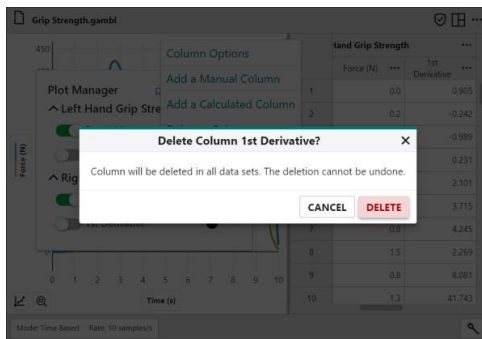 Grip Strength.gambl
450
Column Options
Hand Grip Strength
Add a Manual Column
Force (N)
1st
Derivative
Plot Manager
Left Hand Grip Stre
Add a Calculated Column
1 0.0 0.905
2 0.2 -0.242
Delete Column 1st Derivative?
-0.989
Column will be deleted in all data sets. The deletion cannot be undone.
0.231
2.101
Force (N)
Rig
CANCEL DELETE
3.715
1st Derivative
7 0.8 4.245
8 1.5 2.269
0
9 0.8 8.081
0 1 2 3 4 5 6 7 8 9 10
Time (s)
10 1.3 41.743
Mode: Time Based Rate: 10 samples/s